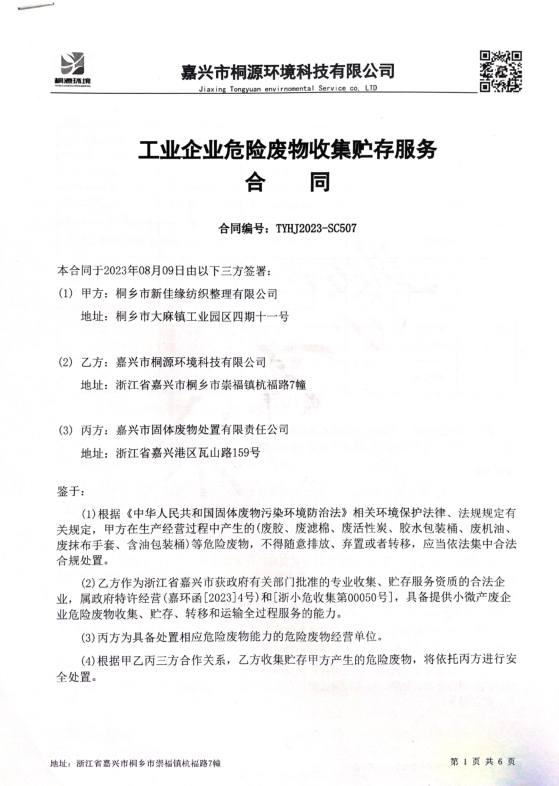 桐源环境
嘉兴市桐源环境科技有限公司
Jiaxing Tongyuan envirnomental Service co. LTD
工业企业危险废物收集贮存服务
合 同
合同编号：TYHJ2023-SC507
本合同于2023年08月09日由以下三方签署：
(1) 甲方：桐乡市新佳缘纺织整理有限公司
地址：桐乡市大麻镇工业园区四期十一号
(2) 乙方：嘉兴市桐源环境科技有限公司
地址：浙江省嘉兴市桐乡市崇福镇杭福路7幢
(3) 丙方：嘉兴市固体废物处置有限责任公司
地址：浙江省嘉兴港区瓦山路159号
鉴于：
(1)根据《中华人民共和国固体废物污染环境防治法》相关环境保护法律、法规规定有
关规定，甲方在生产经营过程中产生的(废胶、废滤棉、废活性炭、胶水包装桶、废机油、
废抹布手套、含油包装桶)等危险废物，不得随意排放、弃置或者转移，应当依法集中合法
合规处置。
(2)乙方作为浙江省嘉兴市获政府有关部门批准的专业收集、贮存服务资质的合法企
业，属政府特许经营(嘉环函[2023]4号)和[浙小危收集第00050号]，具备提供小微产废企
业危险废物收集、贮存、转移和运输全过程服务的能力。
(3)丙方为具备处置相应危险废物能力的危险废物经营单位。
(4)根据甲乙丙三方合作关系，乙方收集贮存甲方产生的危险废物，将依托丙方进行安
全处置。
地址：浙江省嘉兴市桐乡市崇福镇杭福路7幢
第 1 页 共 6 页